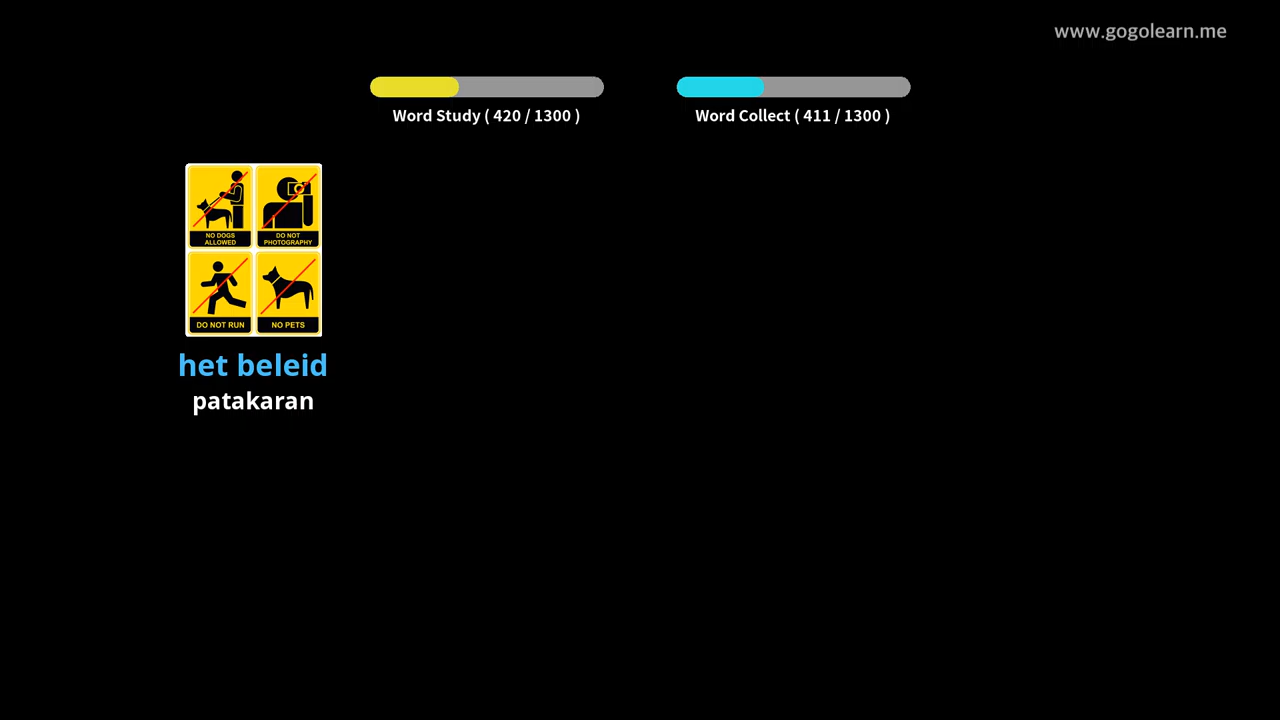 www.gogolearn.me
Word Study ( 420 / 1300 )
Word Collect ( 411 / 1300 )
NO DOGS
ALLOWED
DO NOT
PHOTOGRAPHY
DO NOT RUN
NO PETS
het beleid
patakaran